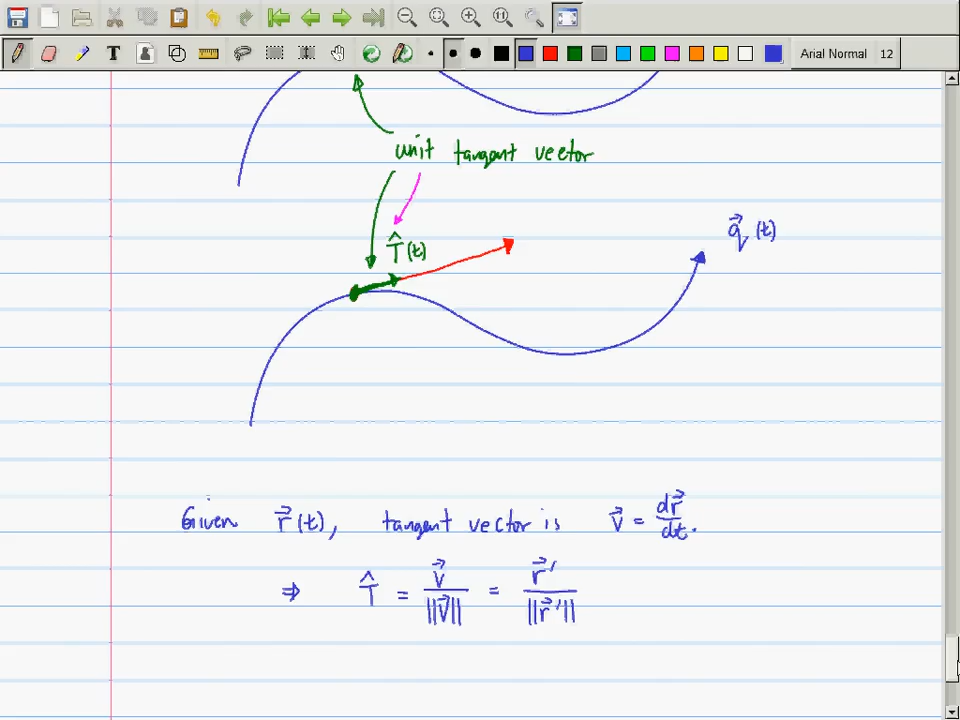 T Arial Normal 12
unit tangent vector
T̂(t)
q⃗(t)
Given r⃗(t), tangent vector is v⃗ = dr⃗/dt.
⇒ T̂ = v⃗/||v⃗|| = r⃗′/||r⃗′||